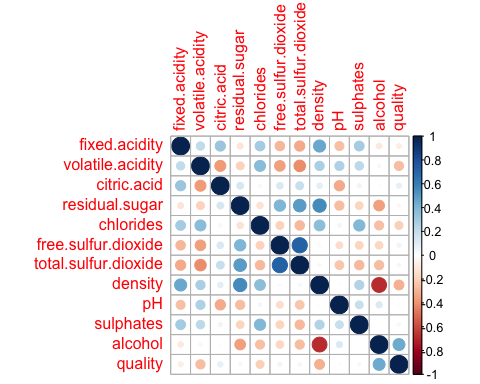 fixed.acidity
volatile.acidity
citric.acid
residual.sugar
chlorides
free.sulfur.dioxide
total.sulfur.dioxide
density
pH
sulphates
alcohol
quality
fixed.acidity
volatile.acidity
citric.acid
residual.sugar
chlorides
free.sulfur.dioxide
total.sulfur.dioxide
density
pH
sulphates
alcohol
quality
1
0.8
0.6
0.4
0.2
0
-0.2
-0.4
-0.6
-0.8
-1